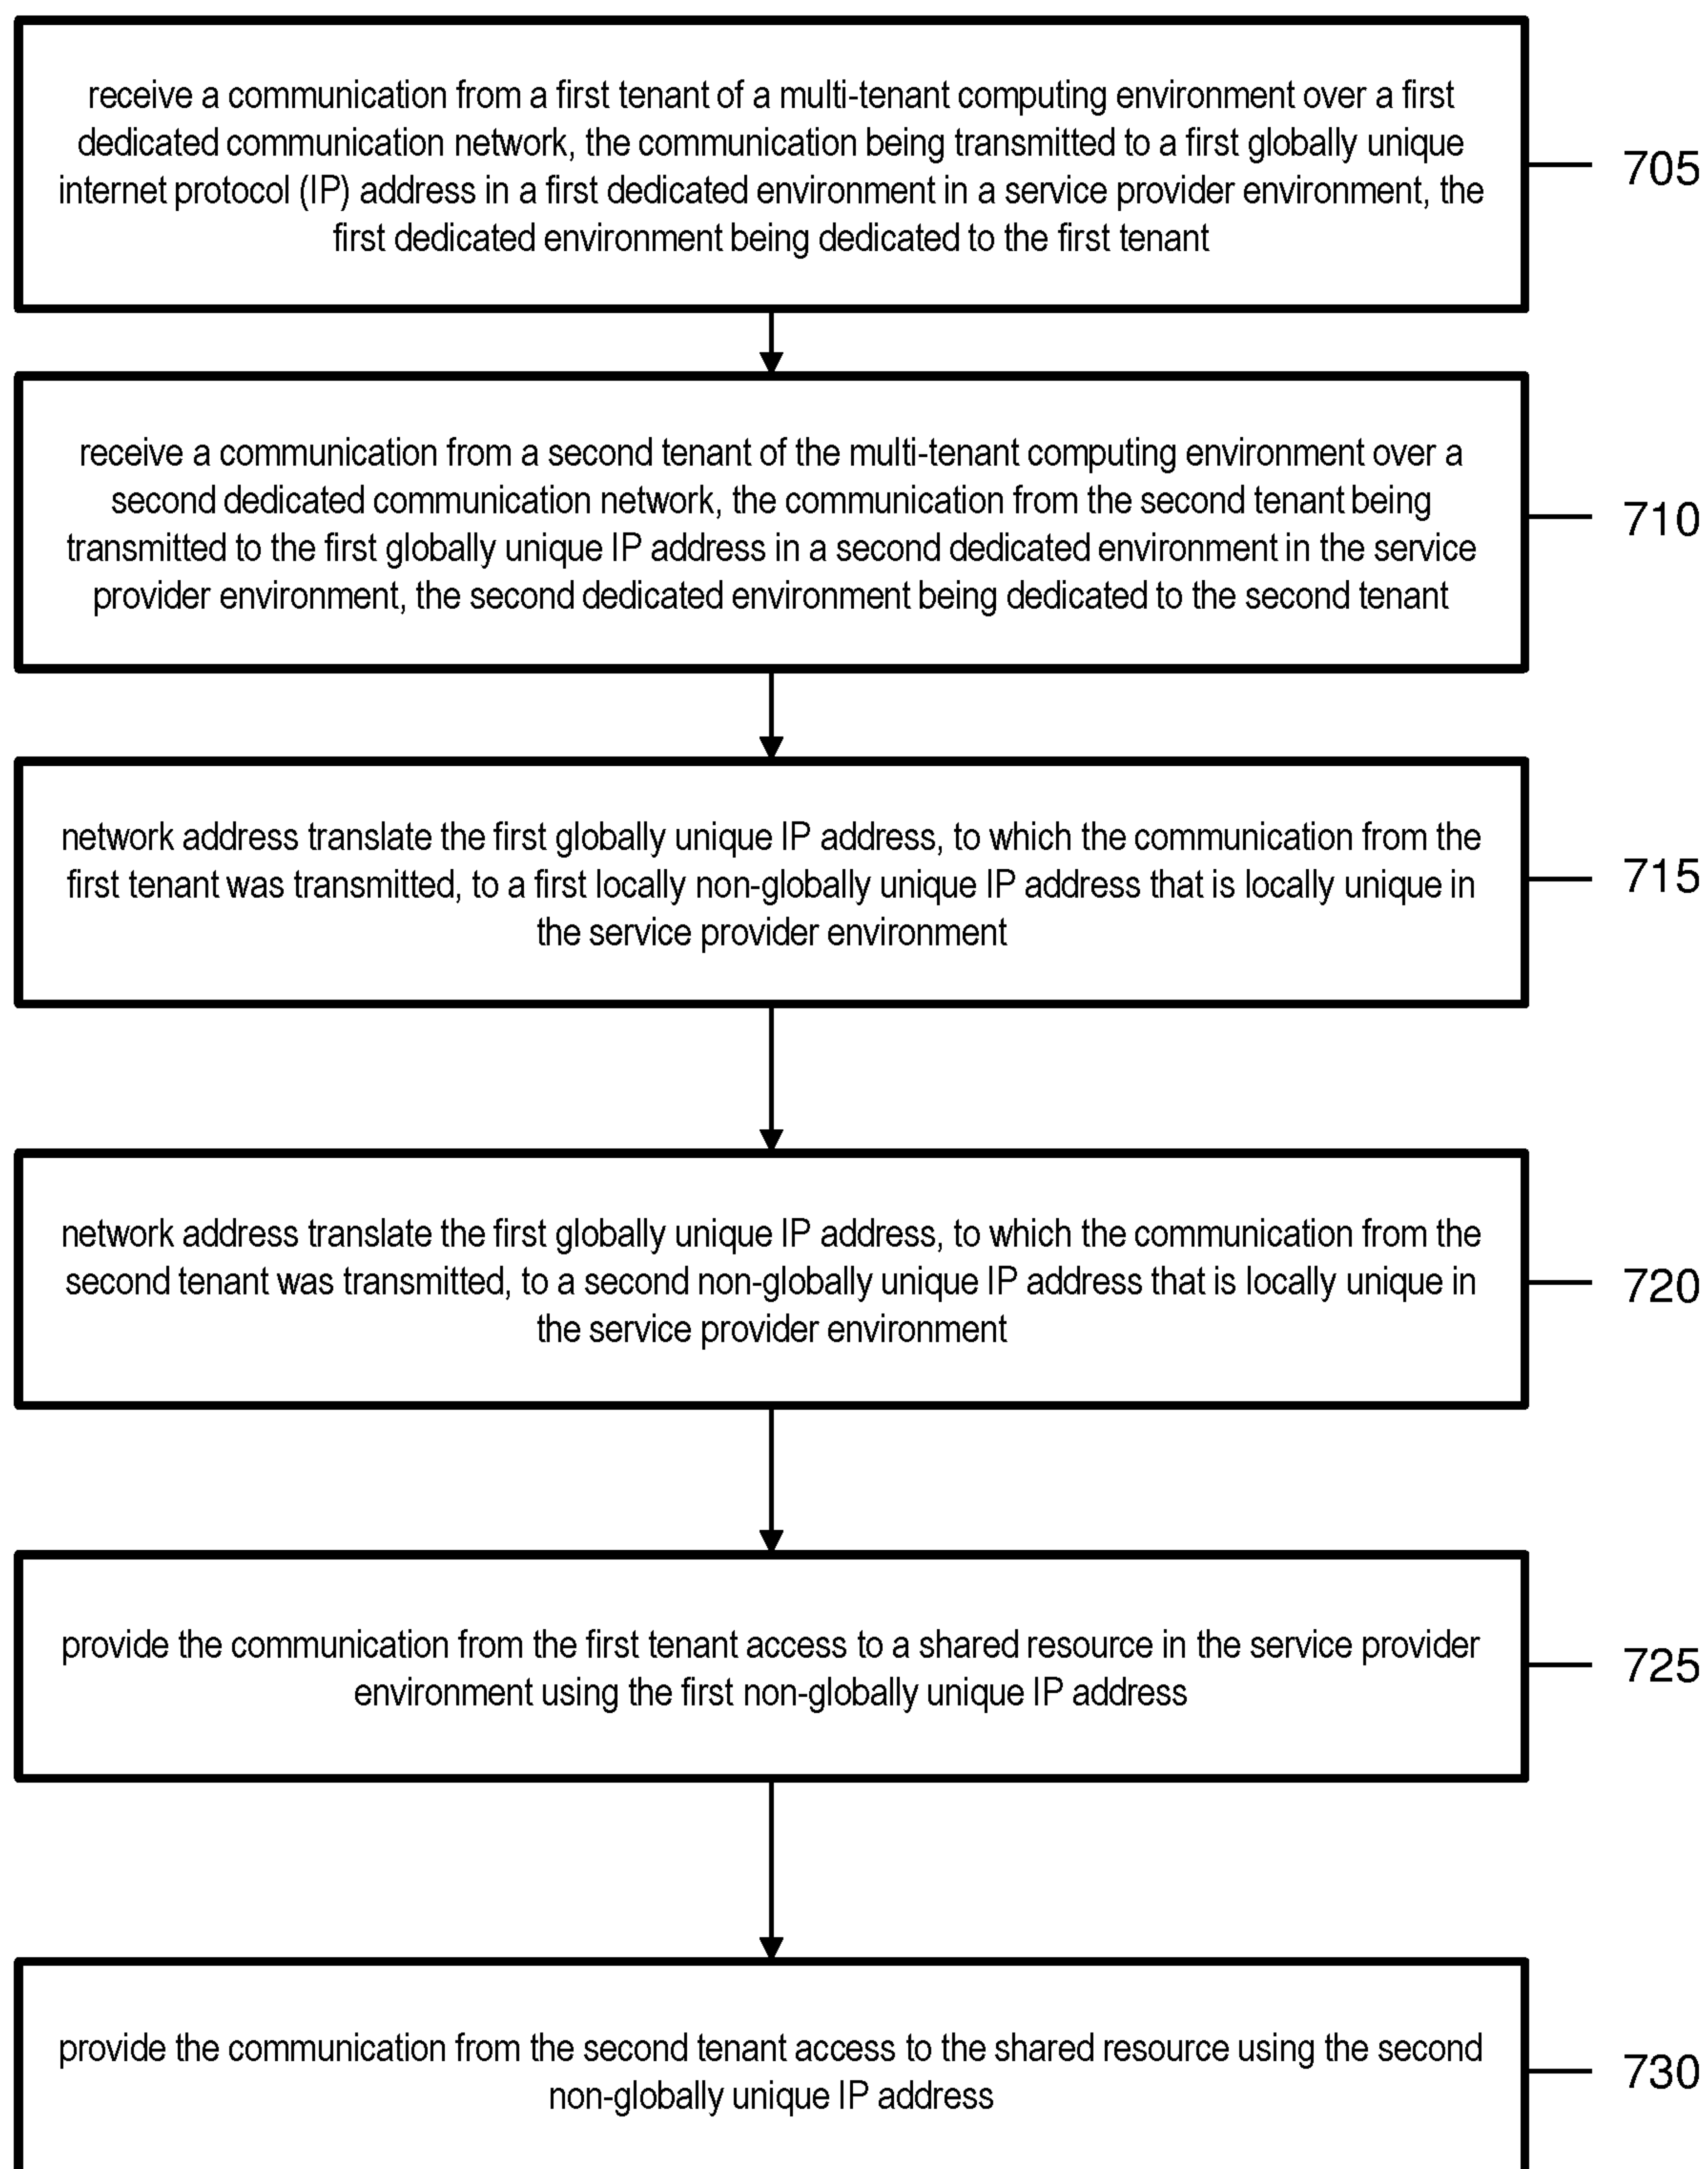 receive a communication from a first tenant of a multi-tenant computing environment over a first
dedicated communication network, the communication being transmitted to a first globally unique
internet protocol (IP) address in a first dedicated environment in a service provider environment, the
first dedicated environment being dedicated to the first tenant
705
receive a communication from a second tenant of the multi-tenant computing environment over a
second dedicated communication network, the communication from the second tenant being
transmitted to the first globally unique IP address in a second dedicated environment in the service
provider environment, the second dedicated environment being dedicated to the second tenant
710
network address translate the first globally unique IP address, to which the communication from the
first tenant was transmitted, to a first locally non-globally unique IP address that is locally unique in
the service provider environment
715
network address translate the first globally unique IP address, to which the communication from the
second tenant was transmitted, to a second non-globally unique IP address that is locally unique in
the service provider environment
720
provide the communication from the first tenant access to a shared resource in the service provider
environment using the first non-globally unique IP address
725
provide the communication from the second tenant access to the shared resource using the second
non-globally unique IP address
730